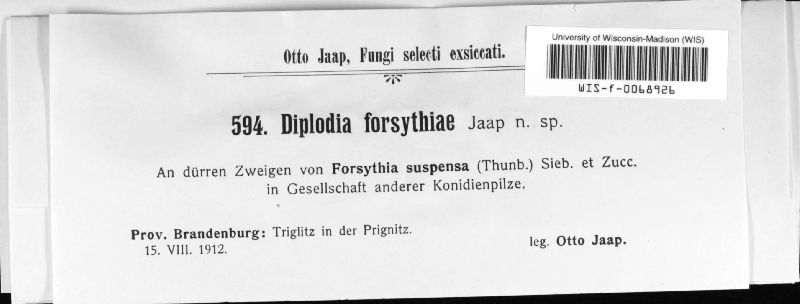 Otto Jaap, Fungi selecti exsiccati.
University of Wisconsin-Madison (WIS)
WIS-f-0068926
594. Diplodia forsythiae Jaap n. sp.
An dürren Zweigen von Forsythia suspensa (Thunb.) Sieb. et Zucc.
in Gesellschaft anderer Konidienpilze.
Prov. Brandenburg: Triglitz in der Prignitz.
15. VIII. 1912.
leg. Otto Jaap.